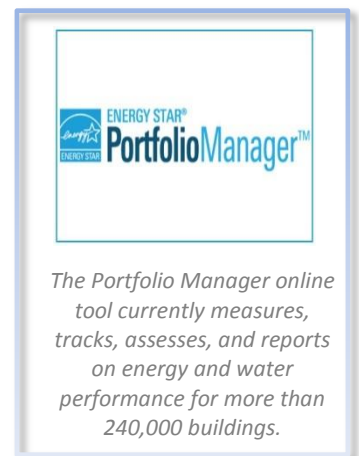 ENERGY STAR®
PortfolioManager™
energy
ENERGY STAR
The Portfolio Manager online
tool currently measures,
tracks, assesses, and reports
on energy and water
performance for more than
240,000 buildings.